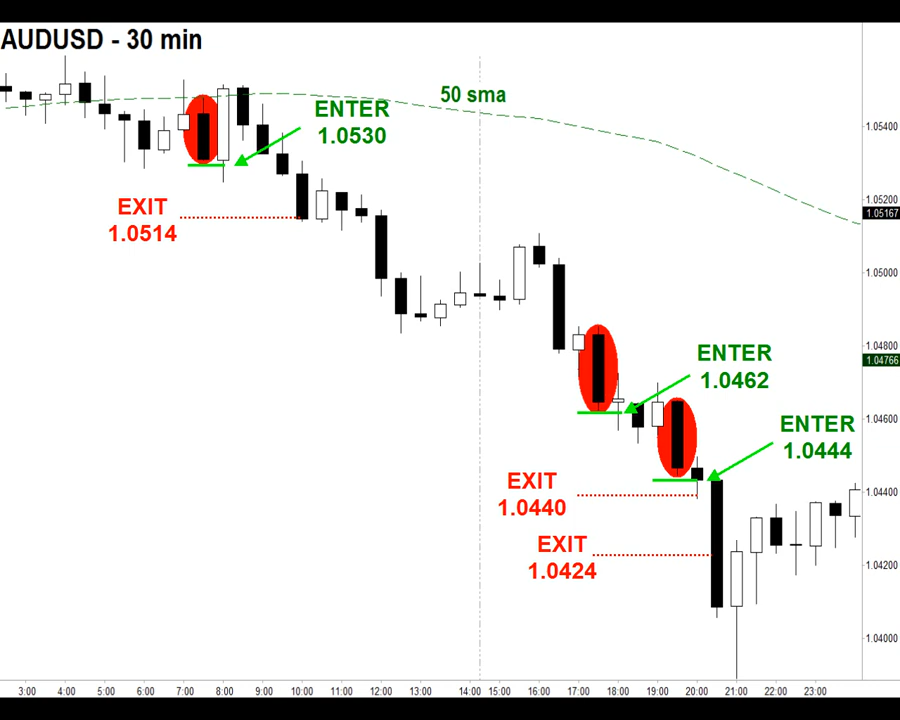 AUDUSD - 30 min
50 sma
ENTER
1.0530
EXIT
1.0514
ENTER
1.0462
ENTER
1.0444
EXIT
1.0440
EXIT
1.0424
1.05400
1.05200
1.05167
1.05000
1.04800
1.04766
1.04600
1.04400
1.04200
1.04000
3:00 4:00 5:00 6:00 7:00 8:00 9:00 10:00 11:00 12:00 13:00 14:00 15:00 16:00 17:00 18:00 19:00 20:00 21:00 22:00 23:00